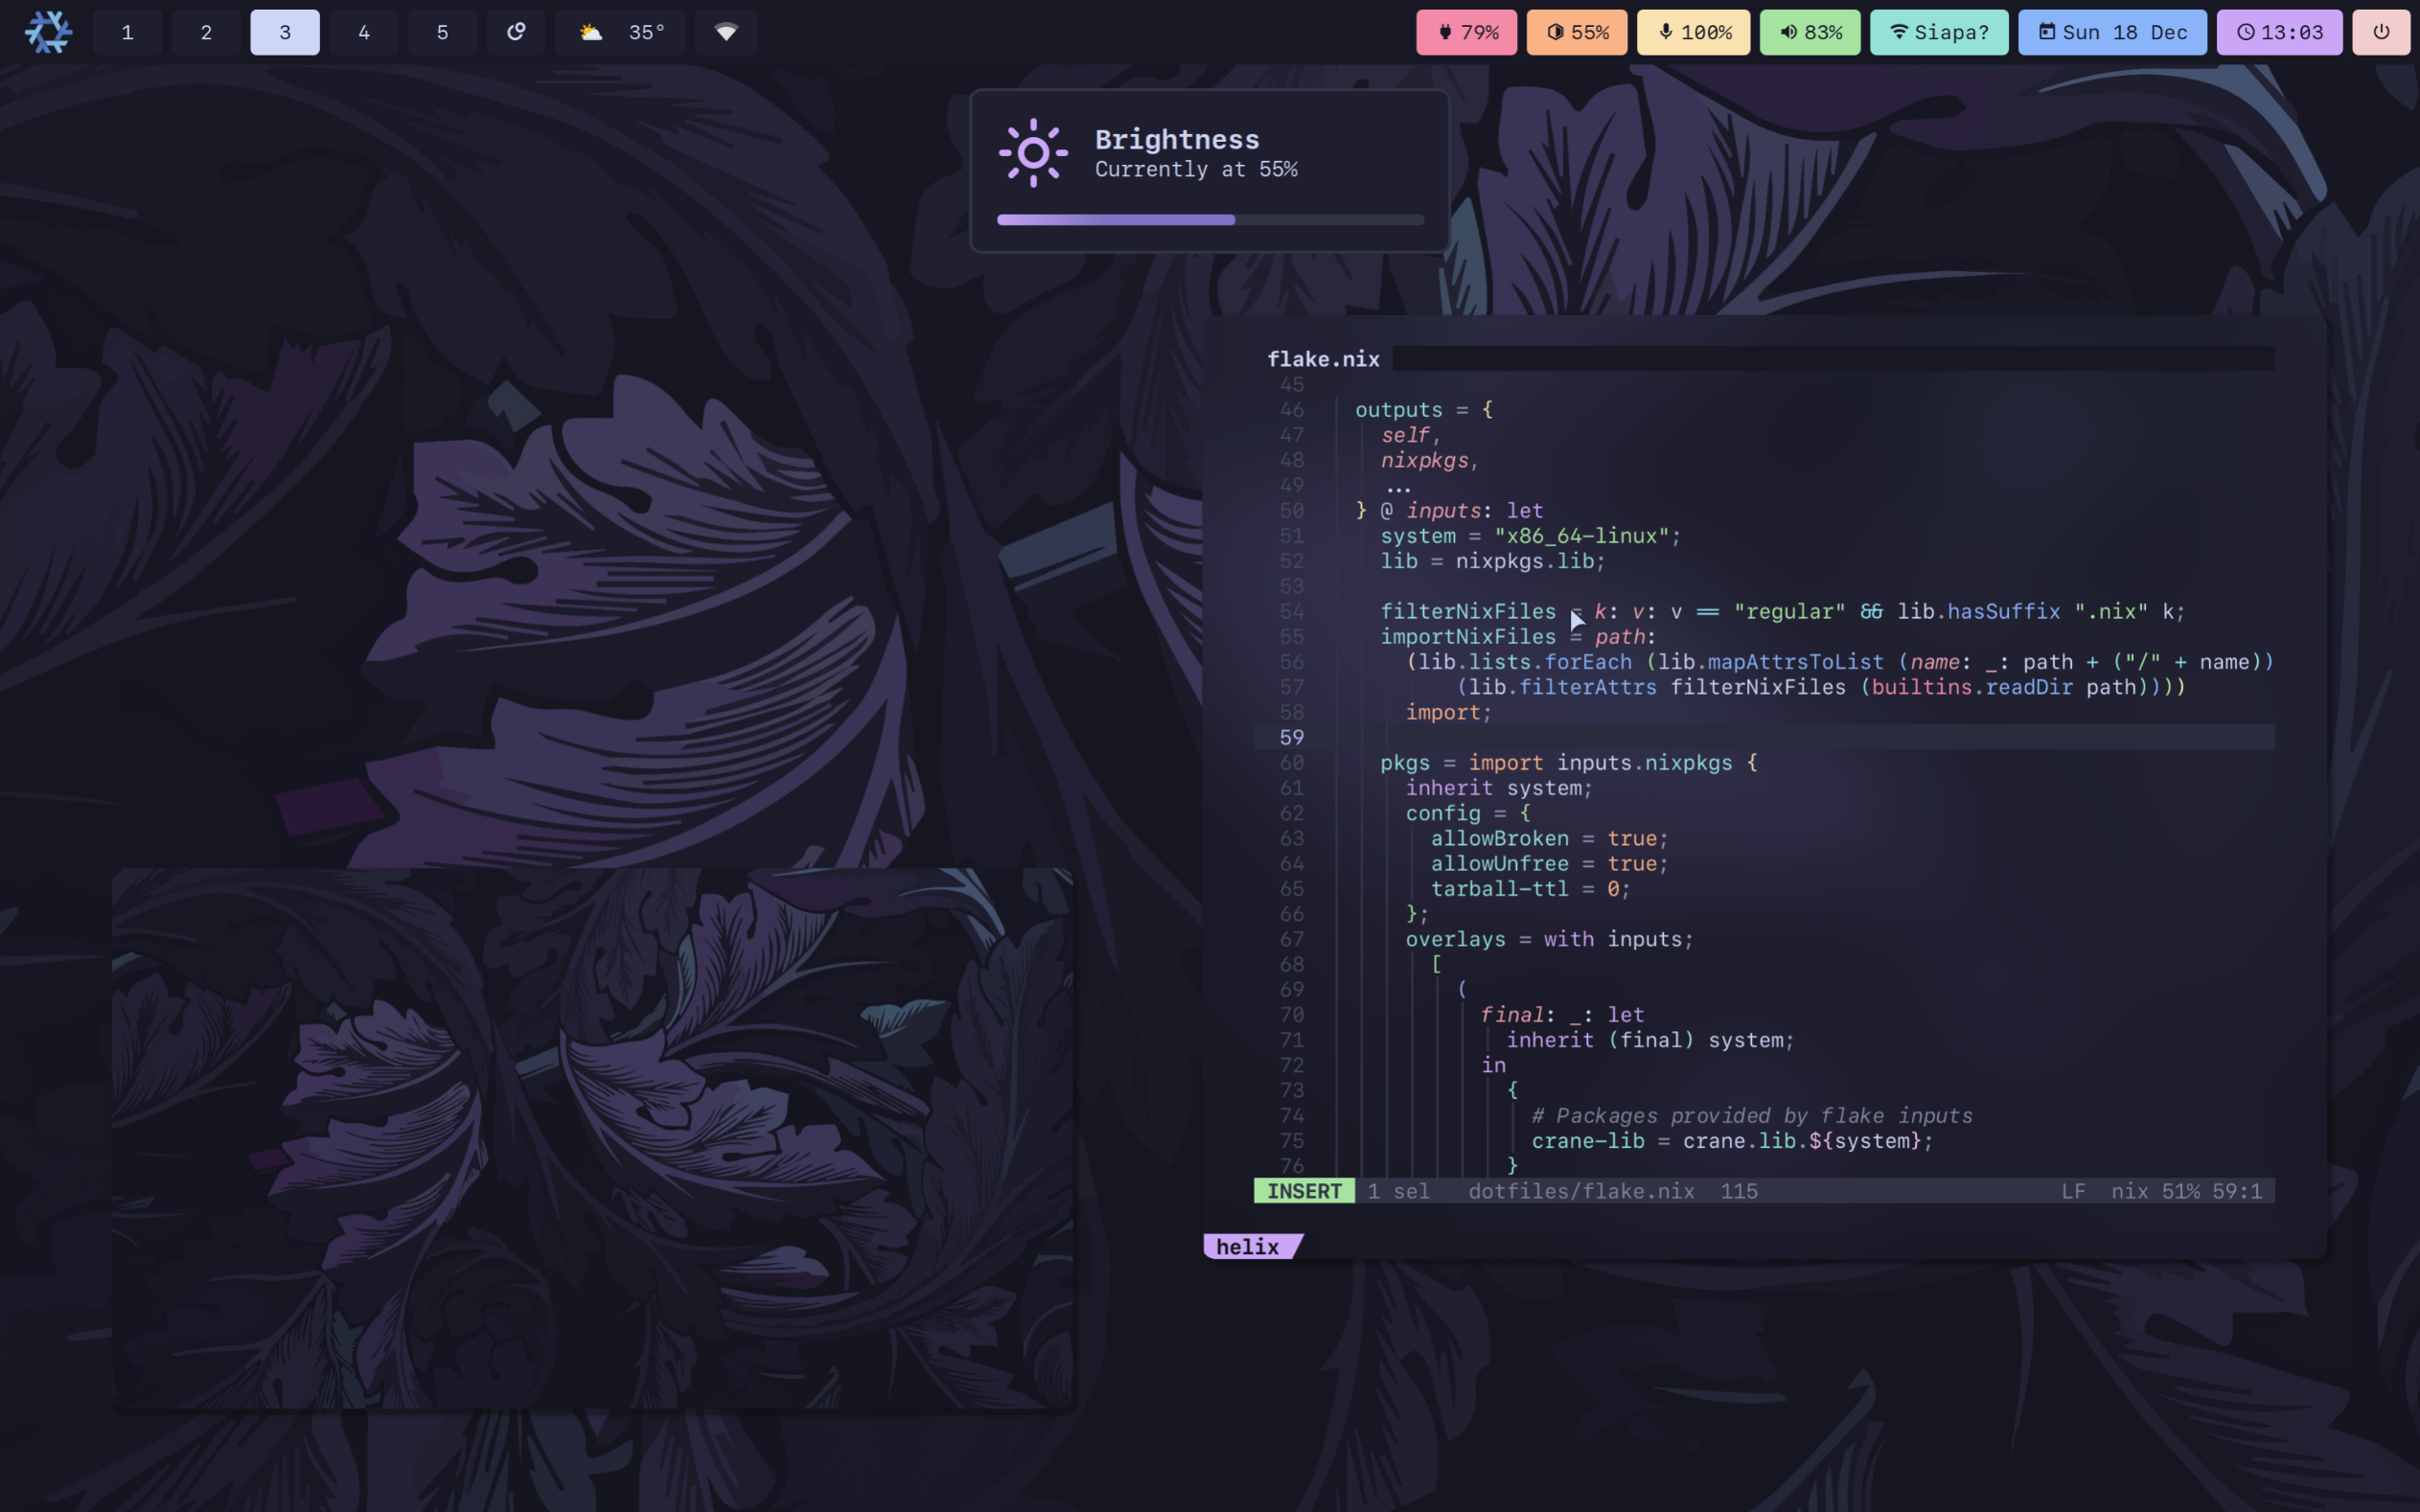 1 2 3 4 5 35° 79% 55% 100% 83% Siapa? Sun 18 Dec 13:03
Brightness
Currently at 55%
flake.nix
45
46 outputs = {
47 self,
48 nixpkgs,
49 ...
50 } @ inputs: let
51 system = "x86_64-linux";
52 lib = nixpkgs.lib;
53
54 filterNixFiles = k: v: v == "regular" && lib.hasSuffix ".nix" k;
55 importNixFiles = path:
56 (lib.lists.forEach (lib.mapAttrsToList (name: _: path + ("/" + name))
57 (lib.filterAttrs filterNixFiles (builtins.readDir path))))
58 import;
59
60 pkgs = import inputs.nixpkgs {
61 inherit system;
62 config = {
63 allowBroken = true;
64 allowUnfree = true;
65 tarball-ttl = 0;
66 };
67 overlays = with inputs;
68 [
69 (
70 final: _: let
71 inherit (final) system;
72 in
73 {
74 # Packages provided by flake inputs
75 crane-lib = crane.lib.${system};
76 }
INSERT 1 sel dotfiles/flake.nix 115 LF nix 51% 59:1
helix